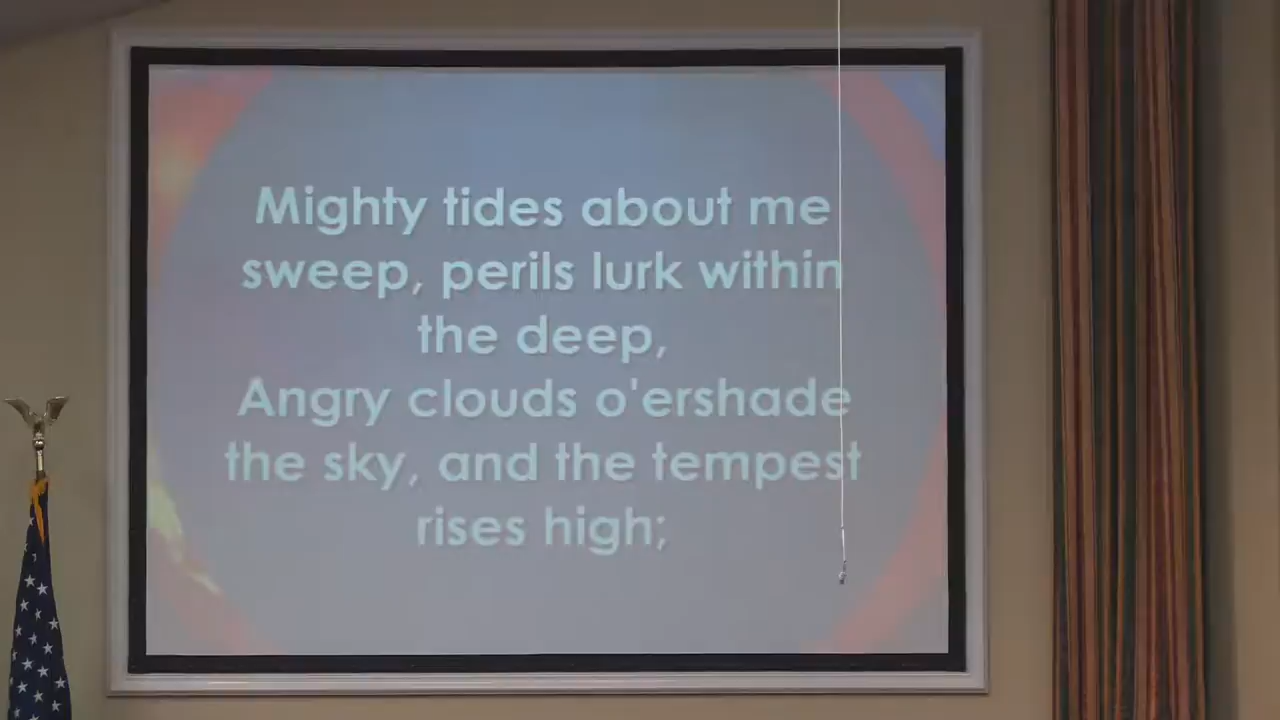 Mighty tides about me
sweep, perils lurk within
the deep,
Angry clouds o'ershade
the sky, and the tempest
rises high;